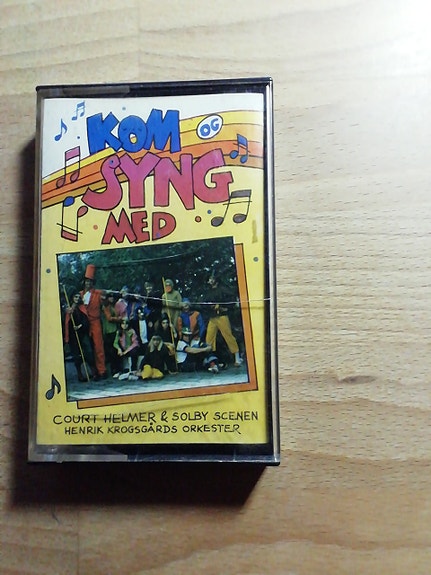 KOM OG
SYNG
MED
COURT HELMER & SOLBY SCENEN
HENRIK KROGSGÅRDS ORKESTER